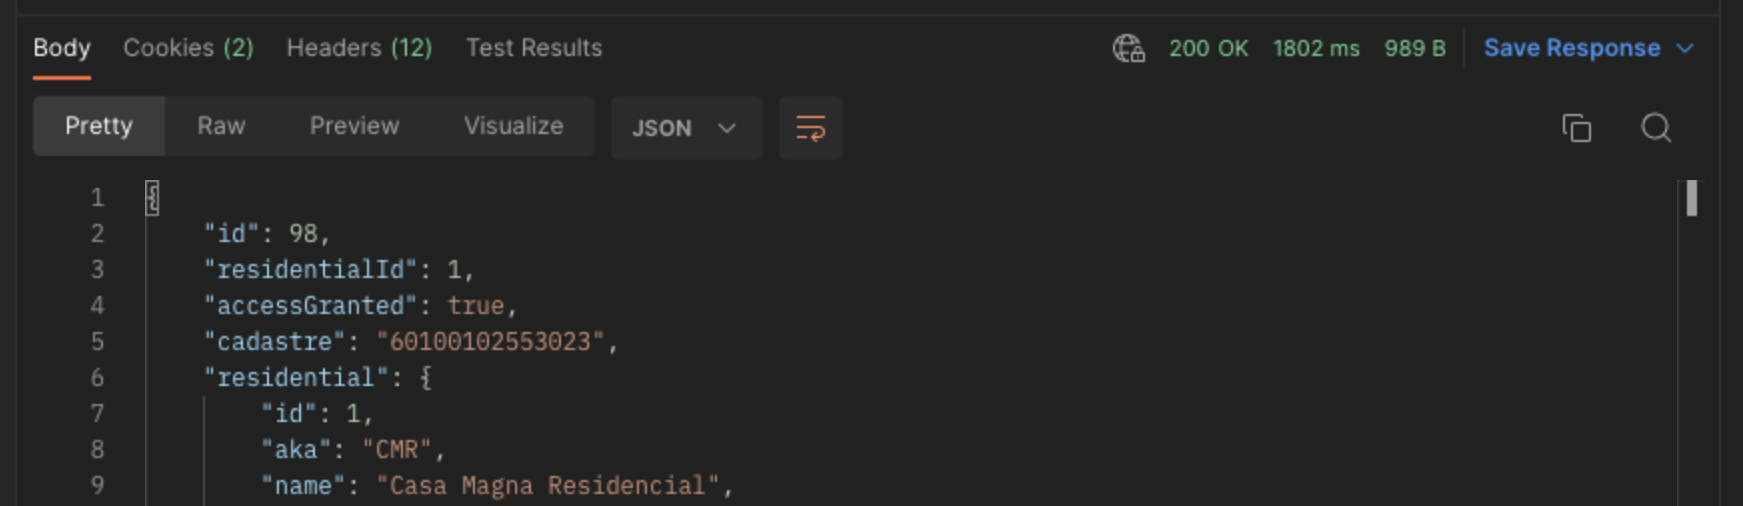 Body Cookies (2) Headers (12) Test Results 200 OK 1802 ms 989 B Save Response
Pretty Raw Preview Visualize JSON
1 {
2 "id": 98,
3 "residentialId": 1,
4 "accessGranted": true,
5 "cadastre": "60100102553023",
6 "residential": {
7 "id": 1,
8 "aka": "CMR",
9 "name": "Casa Magna Residencial",